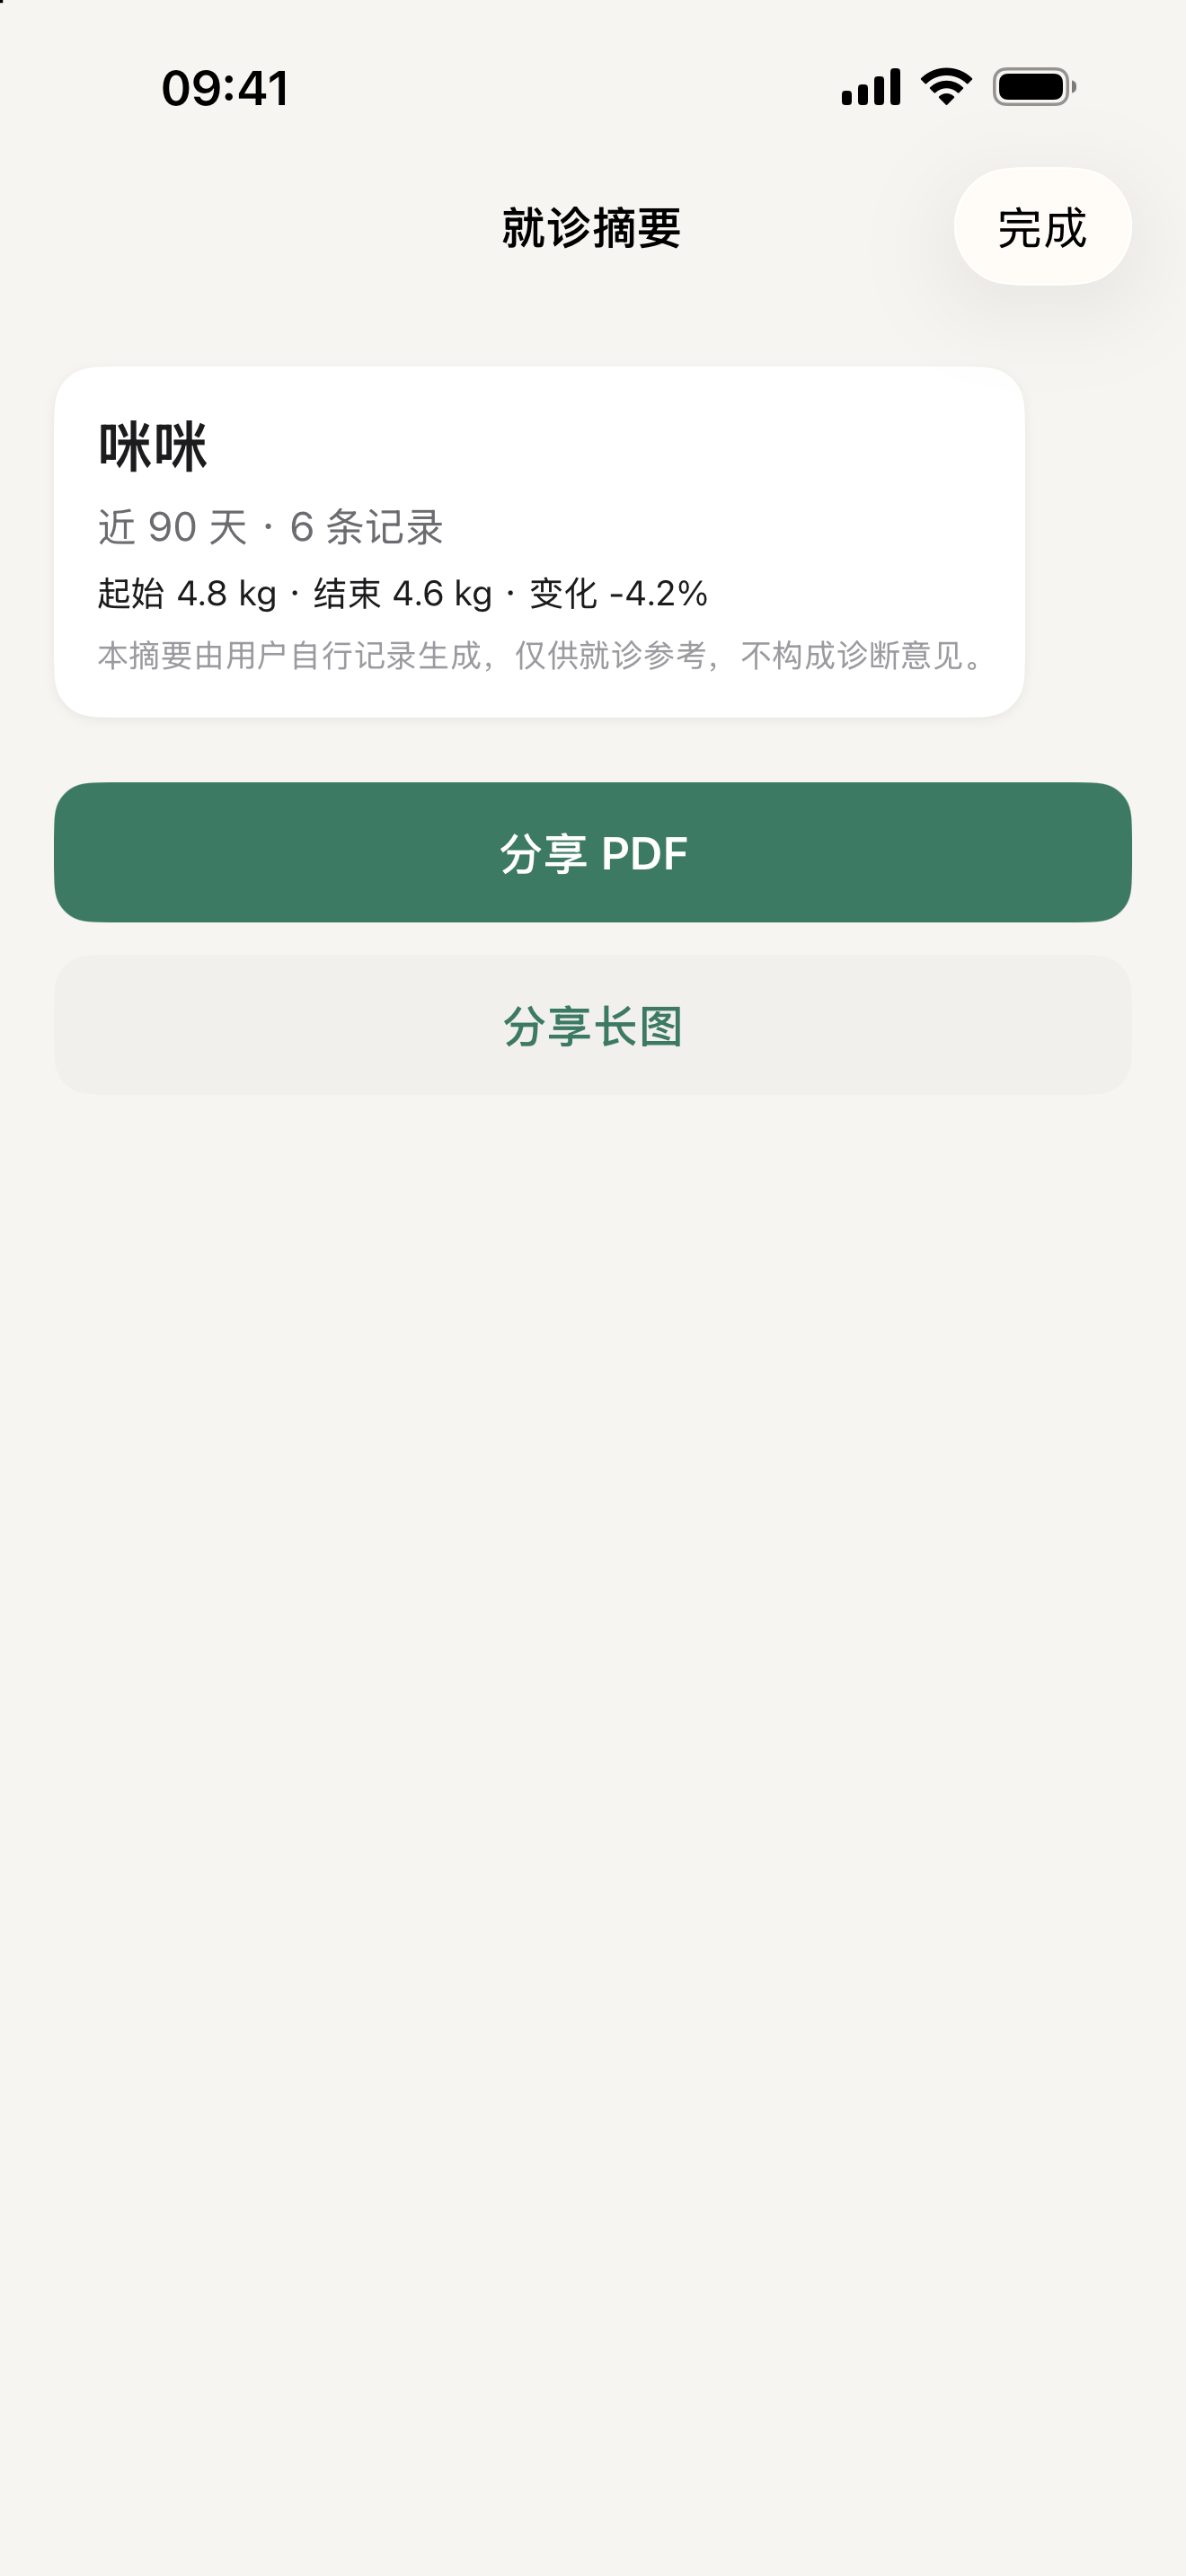 09:41
就诊摘要
完成
咪咪
近 90 天 · 6 条记录
起始 4.8 kg · 结束 4.6 kg · 变化 -4.2%
本摘要由用户自行记录生成，仅供就诊参考，不构成诊断意见。
分享 PDF
分享长图